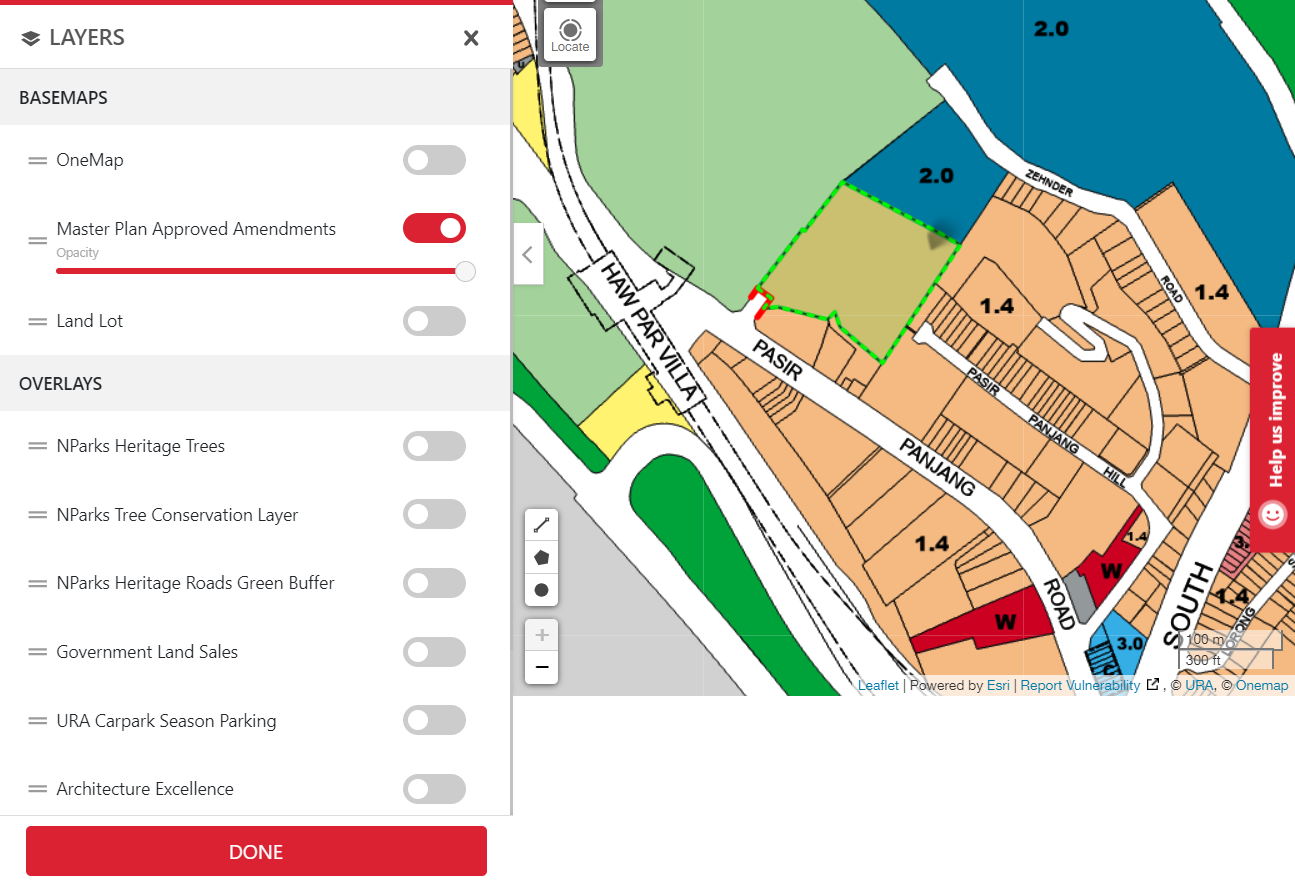 LAYERS
BASEMAPS
OneMap
Master Plan Approved Amendments
Opacity
Land Lot
OVERLAYS
NParks Heritage Trees
NParks Tree Conservation Layer
NParks Heritage Roads Green Buffer
Government Land Sales
URA Carpark Season Parking
Architecture Excellence
DONE
Locate
2.0
2.0
ZEHNDER
ROAD
1.4
1.4
HAW PAR VILLA
PASIR
PANJANG
ROAD
PASIR
PANJANG
HILL
1.4
1.4
W
W
3.
1.4
3.0
SOUTH
LORONG
Help us improve
100 m
300 ft
Leaflet | Powered by Esri | Report Vulnerability , © URA, © Onemap